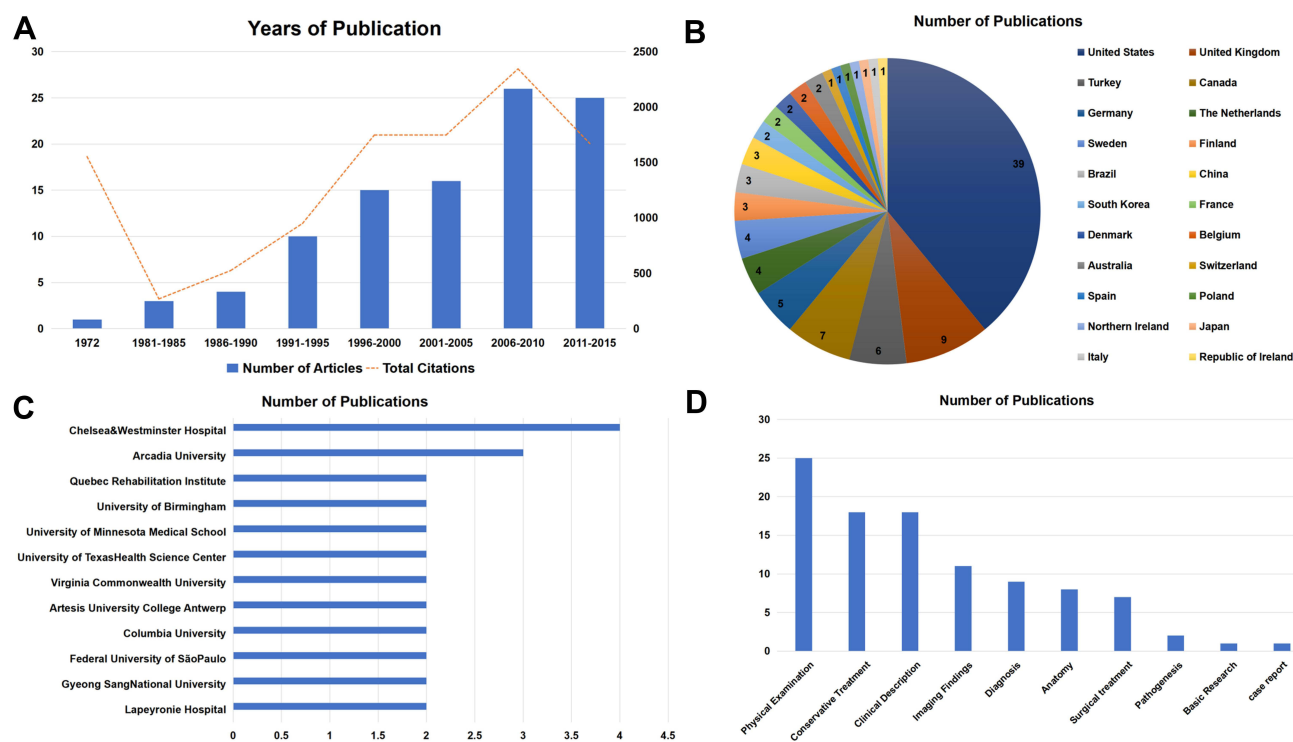 A
Years of Publication
30
25
20
15
10
5
0
2500
2000
1500
1000
500
0
1972
1981-1985
1986-1990
1991-1995
1996-2000
2001-2005
2006-2010
2011-2015
Number of Articles
Total Citations
B
Number of Publications
39
9
6
7
5
4
4
3
3
3
2
2
2
2
2
1
1
1
1
1
1
1
United States
United Kingdom
Turkey
Canada
Germany
The Netherlands
Sweden
Finland
Brazil
China
South Korea
France
Denmark
Belgium
Australia
Switzerland
Spain
Poland
Northern Ireland
Japan
Italy
Republic of Ireland
C
Number of Publications
Chelsea&Westminster Hospital
Arcadia University
Quebec Rehabilitation Institute
University of Birmingham
University of Minnesota Medical School
University of TexasHealth Science Center
Virginia Commonwealth University
Artesis University College Antwerp
Columbia University
Federal University of SãoPaulo
Gyeong SangNational University
Lapeyronie Hospital
0
0.5
1
1.5
2
2.5
3
3.5
4
4.5
D
Number of Publications
30
25
20
15
10
5
0
Physical Examination
Conservative Treatment
Clinical Description
Imaging Findings
Diagnosis
Anatomy
Surgical treatment
Pathogenesis
Basic Research
case report